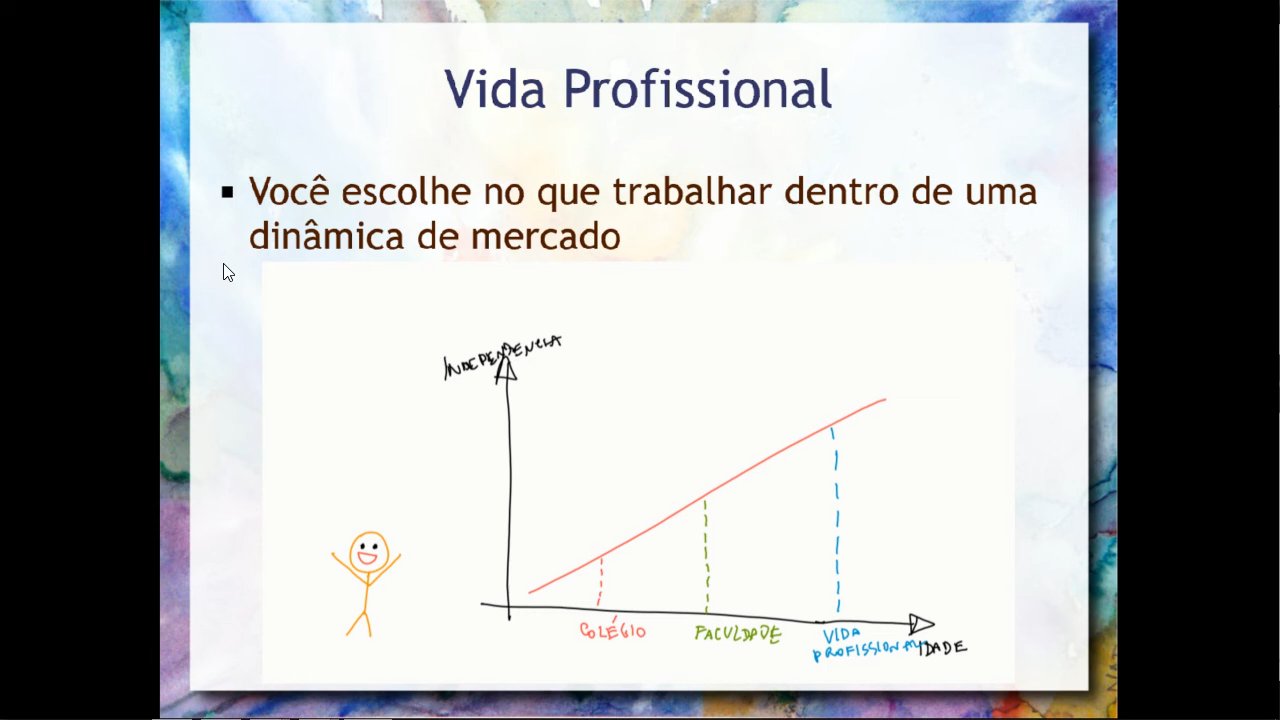 Vida Profissional
Você escolhe no que trabalhar dentro de uma
dinâmica de mercado
INDEPENDENCIA
COLÉGIO
FACULDADE
VIDA
PROFISSIONAL
IDADE